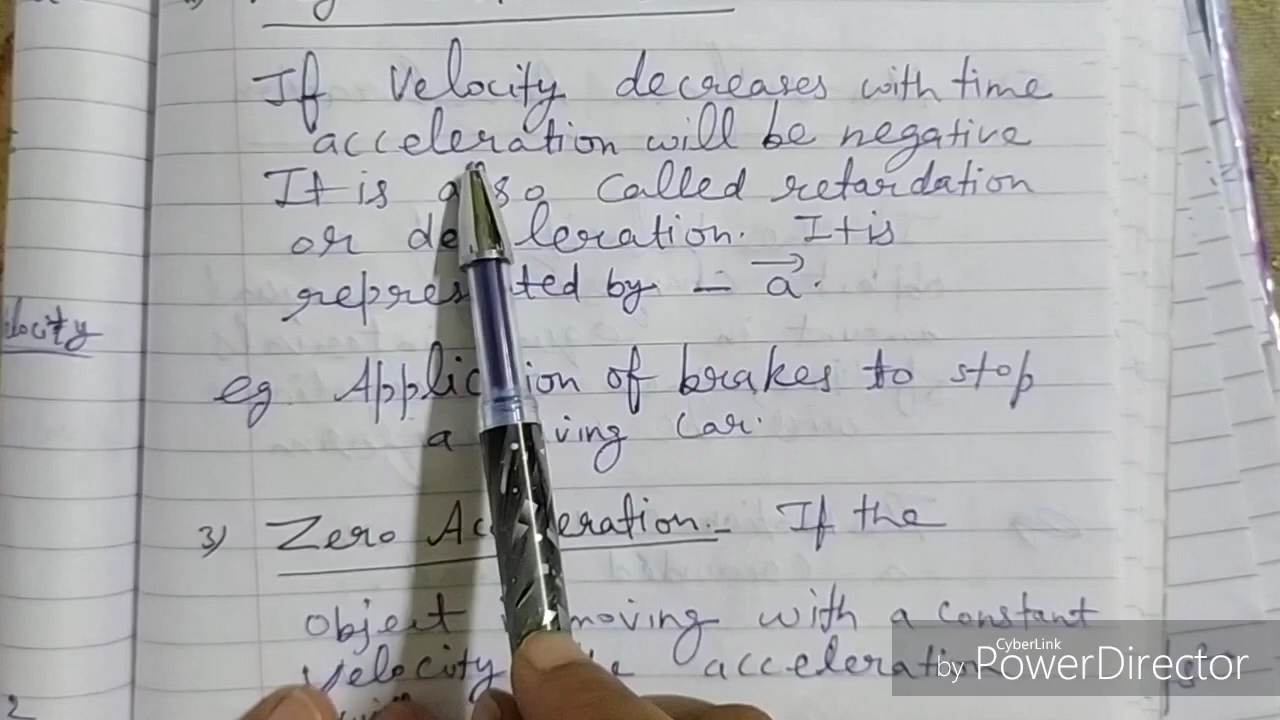 If velocity decreases with time
acceleration will be negative
It is also called retardation
or deceleration. It is
represented by - a⃗.
elocity
eg. Application of brakes to stop
a moving car.
3) Zero Acceleration.- If the
object moving with a constant
velocity acceleration
CyberLink
by PowerDirector
2